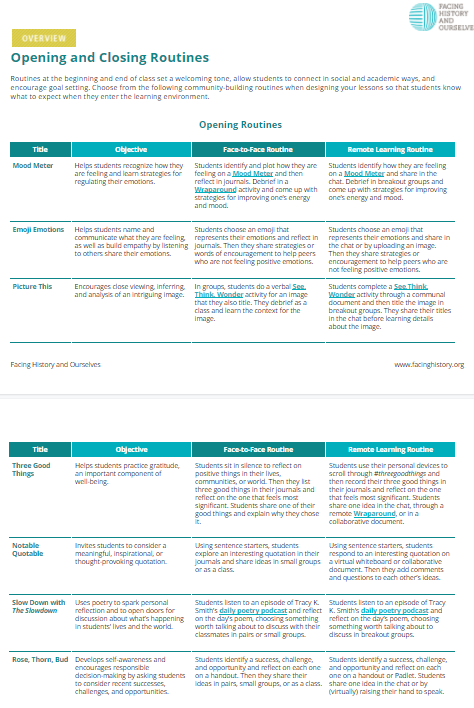 FACING
HISTORY
AND
OURSELVES
OVERVIEW
Opening and Closing Routines
Routines at the beginning and end of class set a welcoming tone, allow students to connect in social and academic ways, and
encourage goal setting. Choose from the following community-building routines when designing your lessons so that students know
what to expect when they enter the learning environment.
Opening Routines
Title
Objective
Face-to-Face Routine
Remote Learning Routine
Mood Meter
Helps students recognize how they
are feeling and learn strategies for
regulating their emotions.
Students identify and plot how they are
feeling on a Mood Meter and then
reflect in journals. Debrief in a
Wraparound activity and come up with
strategies for improving one's energy
and mood.
Students identify how they are feeling
on a Mood Meter and share in the
chat. Debrief in breakout groups and
come up with strategies for improving
one's energy and mood.
Emoji Emotions
Helps students name and
communicate what they are feeling,
as well as build empathy by listening
to others share their emotions.
Students choose an emoji that
represents their emotions and reflect in
journals. Then they share strategies or
words of encouragement to help peers
who are not feeling positive emotions.
Students choose an emoji that
represents their emotions and share in
the chat or by uploading an image.
Then they share strategies or
encouragement to help peers who are
not feeling positive emotions.
Picture This
Encourages close viewing, inferring,
and analysis of an intriguing image.
In groups, students do a verbal See,
Think, Wonder activity for an image
that they also title. They debrief as a
class and learn the context for the
image.
Students complete a See,Think,
Wonder activity through a communal
document and then title the image in
breakout groups. They share their titles
in the chat before learning details
about the image.
Facing History and Ourselves
www.facinghistory.org
Title
Objective
Face-to-Face Routine
Remote Learning Routine
Three Good
Things
Helps students practice gratitude,
an important component of
well-being.
Students sit in silence to reflect on
positive things in their lives,
communities, or world. Then they list
three good things in their journals and
reflect on the one that feels most
significant. Students share one of their
good things and explain why they chose
it.
Students use their personal devices to
scroll through #threegoodthings and
then record their three good things in
their journals and reflect on the one
that feels most significant. Students
share one idea in the chat, through a
remote Wraparound, or in a
collaborative document.
Notable
Quotable
Invites students to consider a
meaningful, inspirational, or
thought-provoking quotation.
Using sentence starters, students
explore an interesting quotation in their
journals and share ideas in small groups
or as a class.
Using sentence starters, students
respond to an interesting quotation on
a virtual whiteboard or collaborative
document. Then they add comments
and questions to each other's ideas.
Slow Down with
The Slowdown
Uses poetry to spark personal
reflection and to open doors for
discussion about what's happening
in students' lives and the world.
Students listen to an episode of Tracy K.
Smith's daily poetry podcast and reflect
on the day's poem, choosing something
worth talking about to discuss with their
classmates in pairs or small groups.
Students listen to an episode of Tracy
K. Smith's daily poetry podcast and
reflect on the day's poem, choosing
something worth talking about to
discuss in breakout groups.
Rose, Thorn, Bud
Develops self-awareness and
encourages responsible
decision-making by asking students
to consider recent successes,
challenges, and opportunities.
Students identify a success, challenge,
and opportunity and reflect on each one
on a handout. Then they share their
ideas in pairs, small groups, or as a class.
Students identify a success, challenge,
and opportunity and reflect on each
one on a handout or Padlet. Students
share ideas in the chat or by
(virtually) raising their hand to speak.